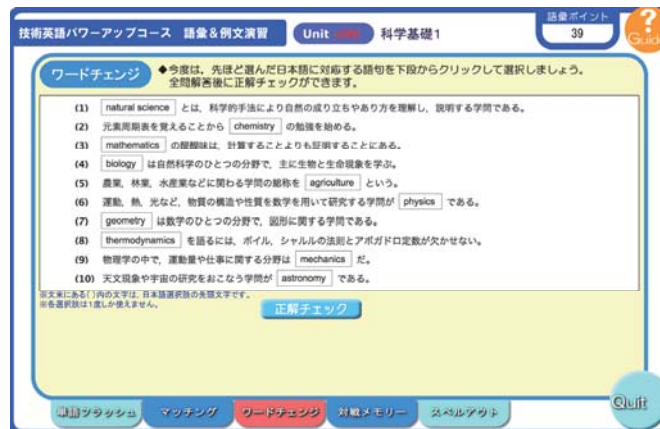 技術英語パワーアップコース 語彙&例文演習
Unit
科学基礎1
語彙ポイント
39
?
Guide
ワードチェンジ
◆今度は、先ほど選んだ日本語に対応する語句を下段からクリックして選択しましょう。
全問解答後に正解チェックができます。
(1) natural science とは、科学的手法により自然の成り立ちやあり方を理解し、説明する学問である。
(2) 元素周期表を覚えることから chemistry の勉強を始める。
(3) mathematics の醍醐味は、計算することよりも証明することにある。
(4) biology は自然科学のひとつの分野で、主に生物と生命現象を学ぶ。
(5) 農業、林業、水産業などに関わる学問の総称を agriculture という。
(6) 運動、熱、光など、物質の構造や性質を数学を用いて研究する学問が physics である。
(7) geometry は数学のひとつの分野で、図形に関する学問である。
(8) thermodynamics を語るには、ボイル、シャルルの法則とアボガドロ定数が欠かせない。
(9) 物理学の中で、運動量や仕事に関する分野は mechanics だ。
(10) 天文現象や宇宙の研究をおこなう学問が astronomy である。
※文末にある( )内の文字は、日本語選択肢の先頭文字です。
※各選択肢は1度しか使えません。
正解チェック
単語フラッシュ マッチング ワードチェンジ 対戦メモリー スペルアウト
Quit